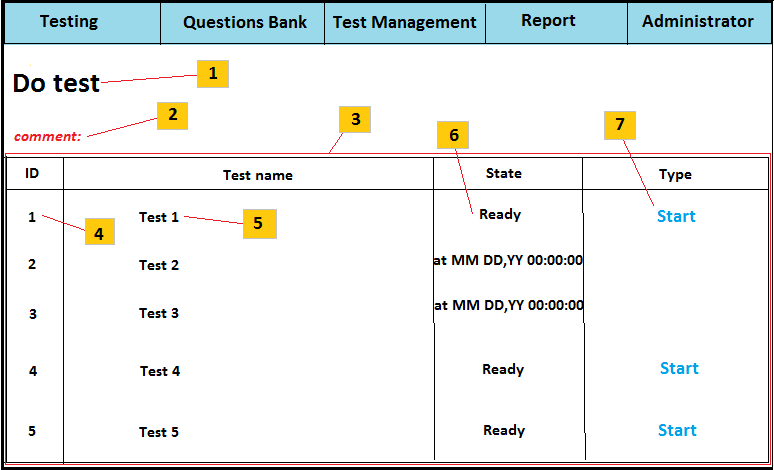 Testing Questions Bank Test Management Report Administrator
Do test 1
2
comment:
3
6
7
ID Test name State Type
1 Test 1 Ready Start
4
5
2 Test 2 at MM DD,YY 00:00:00
3 Test 3 at MM DD,YY 00:00:00
4 Test 4 Ready Start
5 Test 5 Ready Start